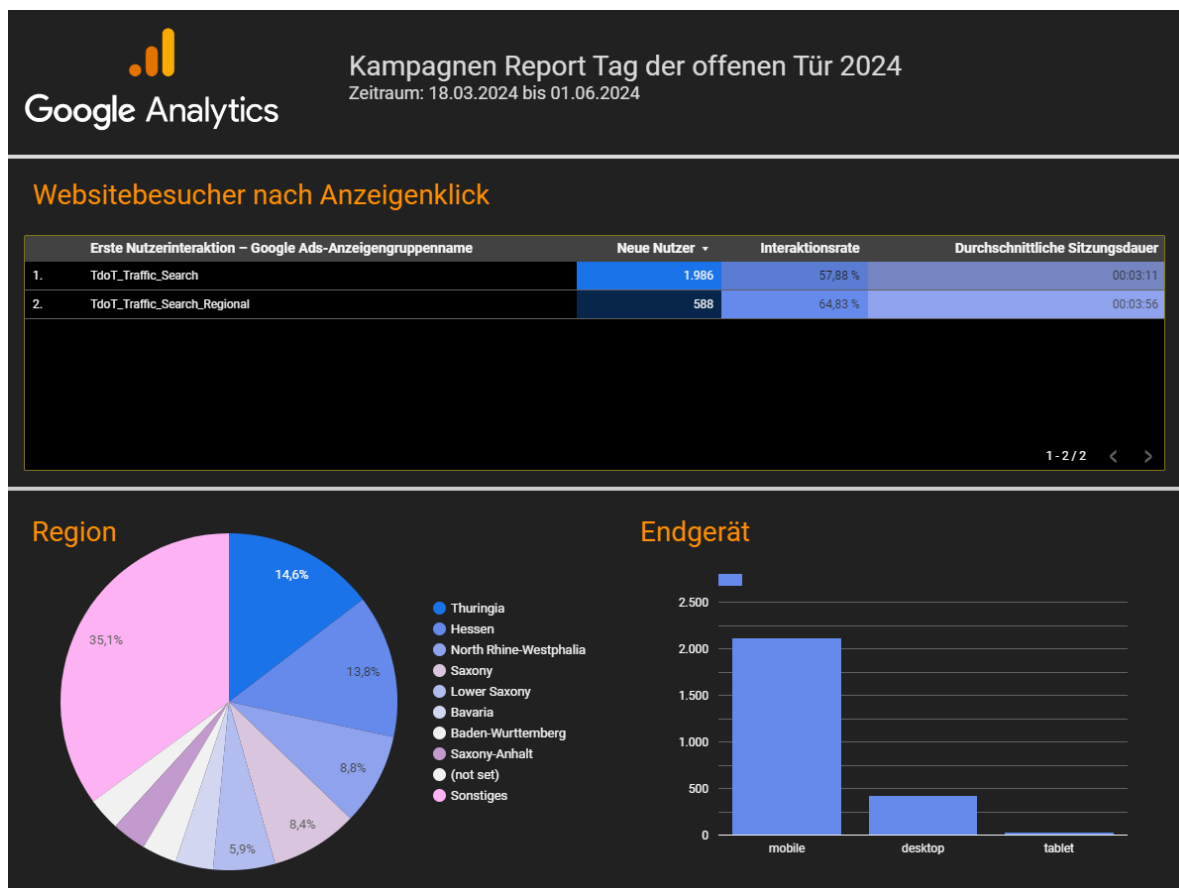 Google Analytics
Kampagnen Report Tag der offenen Tür 2024
Zeitraum: 18.03.2024 bis 01.06.2024
Websitebesucher nach Anzeigenklick
Erste Nutzerinteraktion – Google Ads-Anzeigengruppenname Neue Nutzer Interaktionsrate Durchschnittliche Sitzungsdauer
1. TdoT_Traffic_Search 1.986 57,88 % 00:03:11
2. TdoT_Traffic_Search_Regional 588 64,83 % 00:03:56
1 - 2 / 2
Region
14,6%
13,8%
8,8%
8,4%
5,9%
35,1%
Thuringia
Hessen
North Rhine-Westphalia
Saxony
Lower Saxony
Bavaria
Baden-Wurttemberg
Saxony-Anhalt
(not set)
Sonstiges
Endgerät
2.500
2.000
1.500
1.000
500
0
mobile desktop tablet